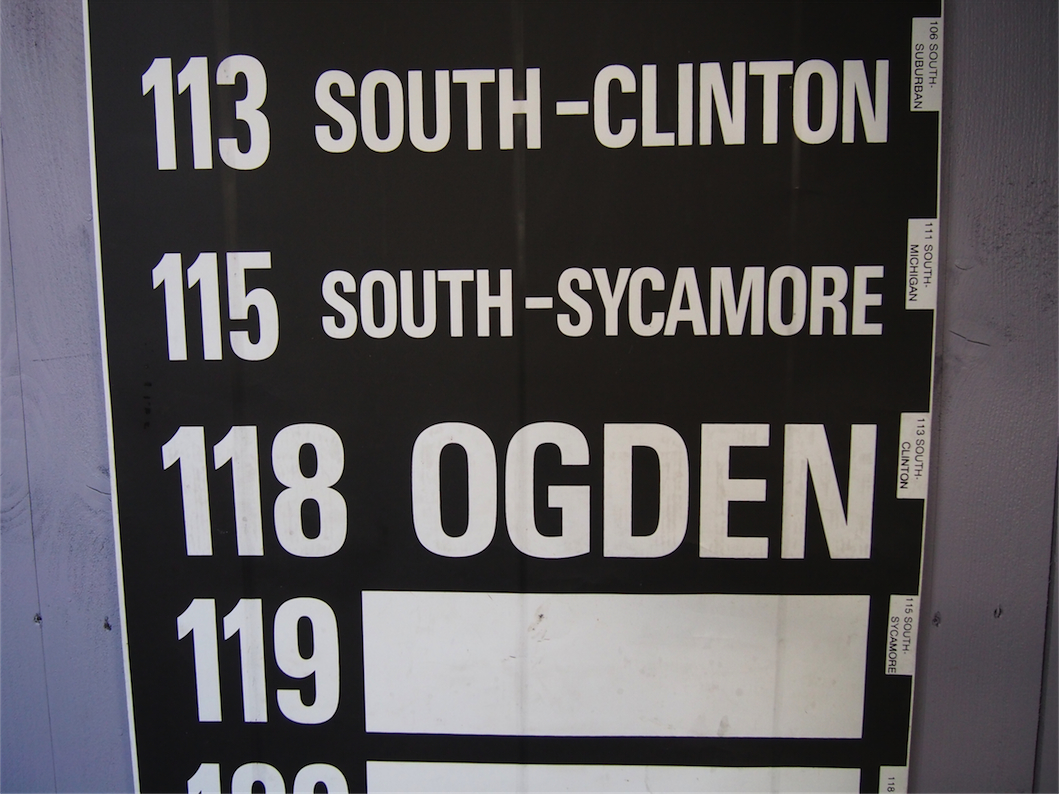 113 SOUTH-CLINTON
115 SOUTH-SYCAMORE
118 OGDEN
119
106 SOUTH-
SUBURBAN
111 SOUTH-
MICHIGAN
113 SOUTH-
CLINTON
115 SOUTH-
SYCAMORE
118